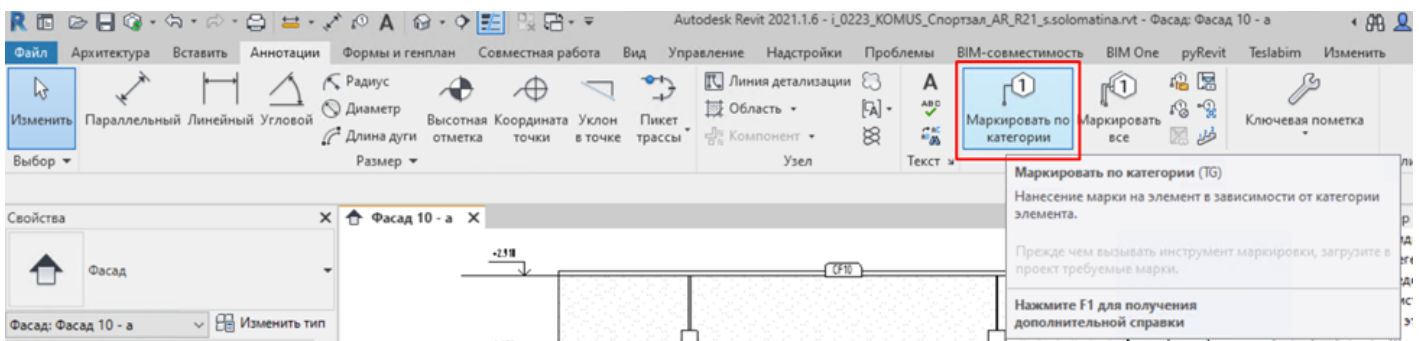 Autodesk Revit 2021.1.6 - i_0223_KOMUS_Спортзал_AR_R21_s.solomatina.rvt - Фасад: Фасад 10 - a
Файл Архитектура Вставить Аннотации Формы и генплан Совместная работа Вид Управление Надстройки Проблемы BIM-совместимость BIM One pyRevit Teslabim Изменить
Изменить
Параллельный Линейный Угловой
Радиус
Диаметр
Длина дуги
Высотная отметка
Координата точки
Уклон в точке
Пикет трассы
Линия детализации
Область
Компонент
Маркировать по категории
Маркировать все
Ключевая пометка
Выбор Размер Узел Текст
Маркировать по категории (TG)
Нанесение марки на элемент в зависимости от категории
элемента.
Прежде чем вызывать инструмент маркировки, загрузите в
проект требуемые марки.
Нажмите F1 для получения
дополнительной справки
Свойства
Фасад 10 - a
Фасад
Фасад: Фасад 10 - a Изменить тип
CF10